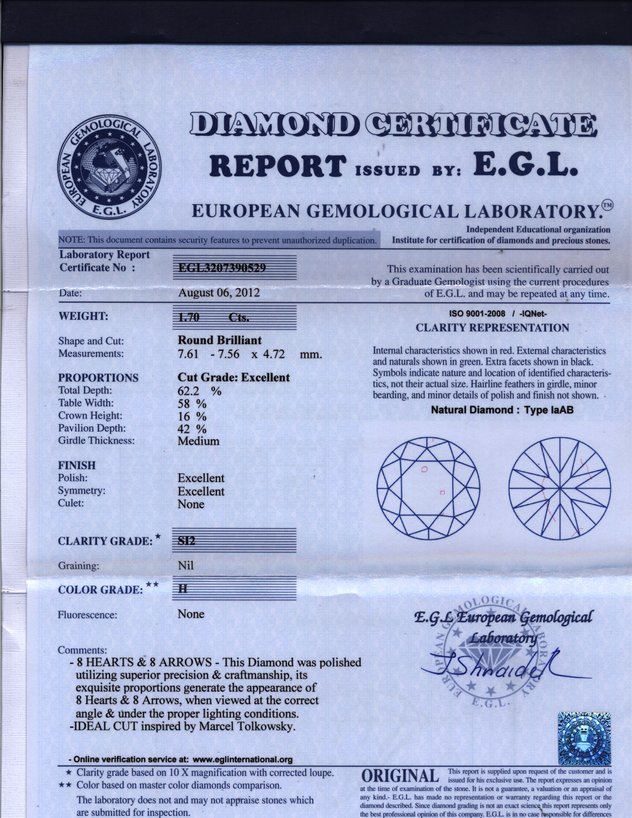 EUROPEAN GEMOLOGICAL LABORATORY
E.G.L.
DIAMOND CERTIFICATE
REPORT ISSUED BY: E.G.L.
EUROPEAN GEMOLOGICAL LABORATORY.™
Independent Educational organization
Institute for certification of diamonds and precious stones.
NOTE: This document contains security features to prevent unauthorized duplication.
Laboratory Report
Certificate No : EGL3207390529
Date: August 06, 2012
This examination has been scientifically carried out
by a Graduate Gemologist using the current procedures
of E.G.L. and may be repeated at any time.
WEIGHT: 1.70 Cts.
Shape and Cut: Round Brilliant
Measurements: 7.61 - 7.56 x 4.72 mm.
PROPORTIONS Cut Grade: Excellent
Total Depth: 62.2 %
Table Width: 58 %
Crown Height: 16 %
Pavilion Depth: 42 %
Girdle Thickness: Medium
FINISH
Polish: Excellent
Symmetry: Excellent
Culet: None
CLARITY GRADE: * SI2
Graining: Nil
COLOR GRADE: ** H
Fluorescence: None
ISO 9001-2008 / -IQNet-
CLARITY REPRESENTATION
Internal characteristics shown in red. External characteristics
and naturals shown in green. Extra facets shown in black.
Symbols indicate nature and location of identified characteris-
tics, not their actual size. Hairline feathers in girdle, minor
bearding, and minor details of polish and finish not shown.
Natural Diamond : Type IaAB
E.G.L European Gemological
Laboratory
Shnaider
Comments:
- 8 HEARTS & 8 ARROWS - This Diamond was polished
utilizing superior precision & craftmanship, its
exquisite proportions generate the appearance of
8 Hearts & 8 Arrows, when viewed at the correct
angle & under the proper lighting conditions.
-IDEAL CUT inspired by Marcel Tolkowsky.
- Online verification service at: www.eglinternational.org
* Clarity grade based on 10 X magnification with corrected loupe.
** Color based on master color diamonds comparison.
The laboratory does not and may not appraise stones which
are submitted for inspection.
ORIGINAL This report is supplied upon request of the customer and is
issued for his exclusive use. The report expresses an opinion
at the time of examination of the stone. It is not a guarantee, a valuation or an appraisal of
any kind.- E.G.L. has made no representation or warranty regarding this report or the
diamond described. Since diamond grading is not an exact science this report represents only
the best professional opinion of this company. E.G.L. is in no case responsible for differences